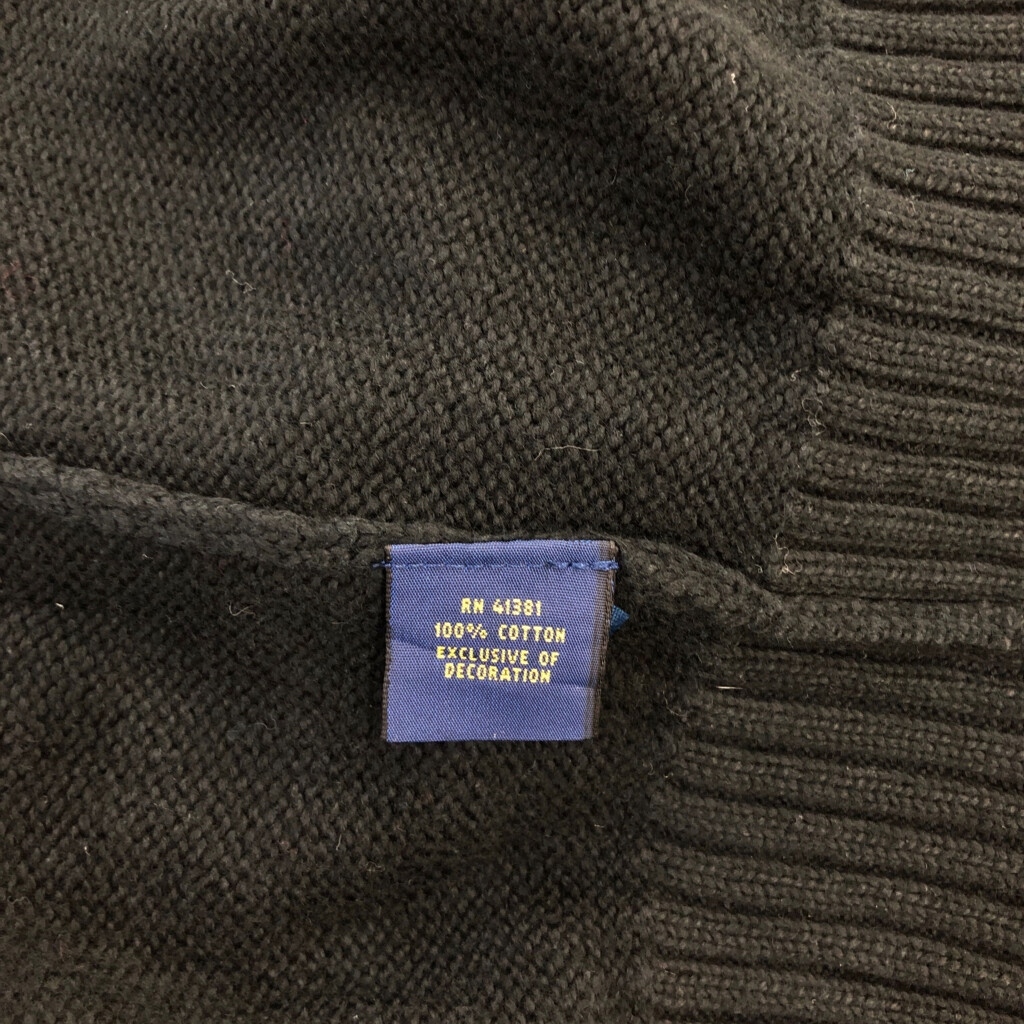 RN 41381
100% COTTON
EXCLUSIVE OF
DECORATION